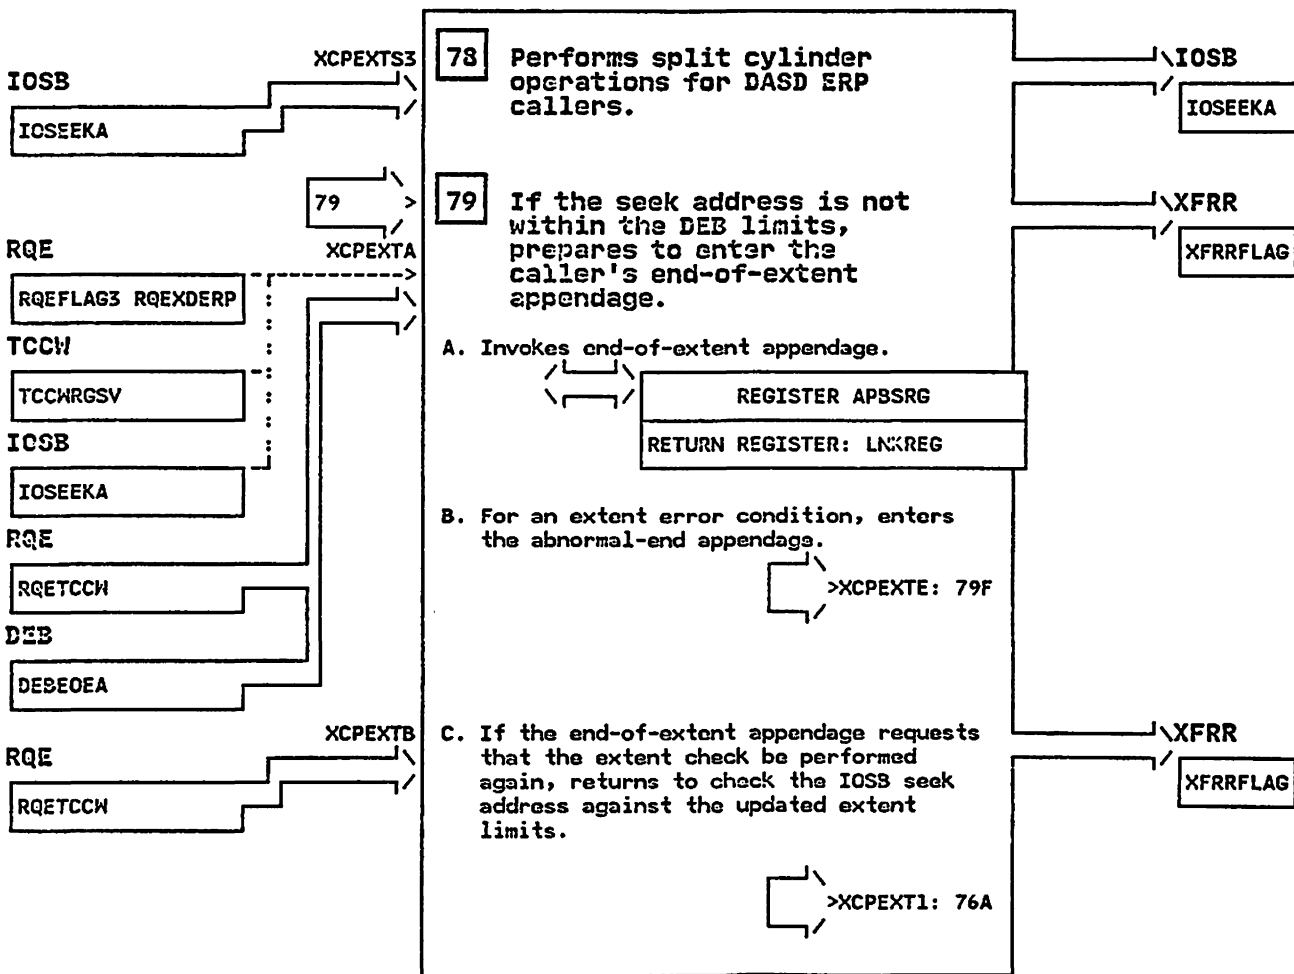 XCPEXTS3
IOSB
IOSEEKA
78 Performs split cylinder
operations for DASD ERP
callers.
IOSB
IOSEEKA
79
79 If the seek address is not
within the DEB limits,
prepares to enter the
caller's end-of-extent
appendage.
XFRR
XFRRFLAG
XCPEXTA
RQE
RQEFLAG3 RQEXDERP
TCCW
TCCWRGSV
IOSB
IOSEEKA
RQE
RQETCCW
DEB
DEBEOEA
A. Invokes end-of-extent appendage.
REGISTER APBSRG
RETURN REGISTER: LNKREG
B. For an extent error condition, enters
the abnormal-end appendage.
>XCPEXTE: 79F
XCPEXTB
RQE
RQETCCW
C. If the end-of-extent appendage requests
that the extent check be performed
again, returns to check the IOSB seek
address against the updated extent
limits.
XFRR
XFRRFLAG
>XCPEXT1: 76A